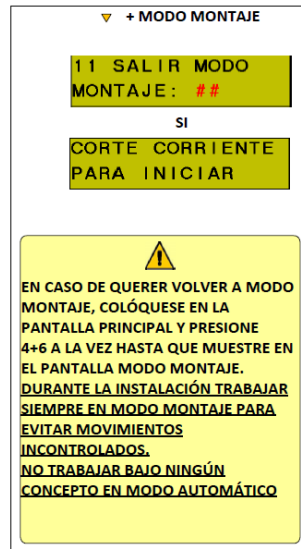 ▼ + MODO MONTAJE
11 SALIR MODO
MONTAJE: ##
SI
CORTE CORRIENTE
PARA INICIAR
EN CASO DE QUERER VOLVER A MODO
MONTAJE, COLÓQUESE EN LA
PANTALLA PRINCIPAL Y PRESIONE
4+6 A LA VEZ HASTA QUE MUESTRE EN
EL PANTALLA MODO MONTAJE.
DURANTE LA INSTALACIÓN TRABAJAR
SIEMPRE EN MODO MONTAJE PARA
EVITAR MOVIMIENTOS
INCONTROLADOS.
NO TRABAJAR BAJO NINGÚN
CONCEPTO EN MODO AUTOMÁTICO